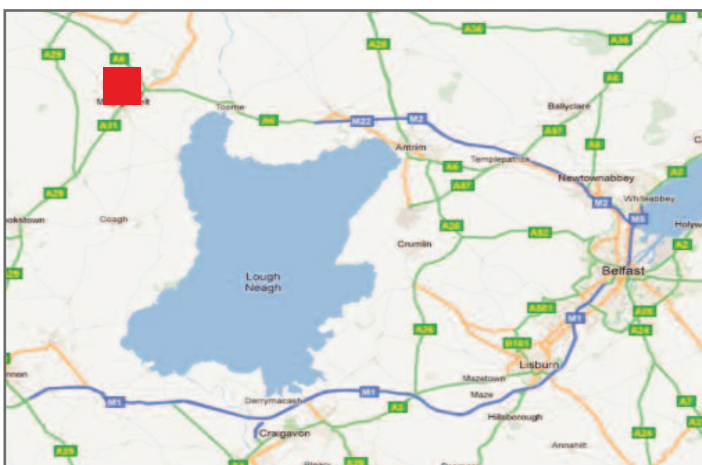 A29
A6
A26
A36
A36
A8
A6
Toome
A6
M22
M2
Ballyclare
A57
A31
Antrim
Templepatrick
A8
A6
A57
Newtownabbey
A2
M2
Whiteabbey
M5
A29
Coagh
A26
Crumlin
A52
A2
Belfast
Lough
Neagh
A29
A26
A501
M1
A55
A24
B101
Lisburn
Mazetown
Maze
Hillsborough
M1
M1
Derrymacash
A3
Craigavon
A7
A24
Annahilt
A29